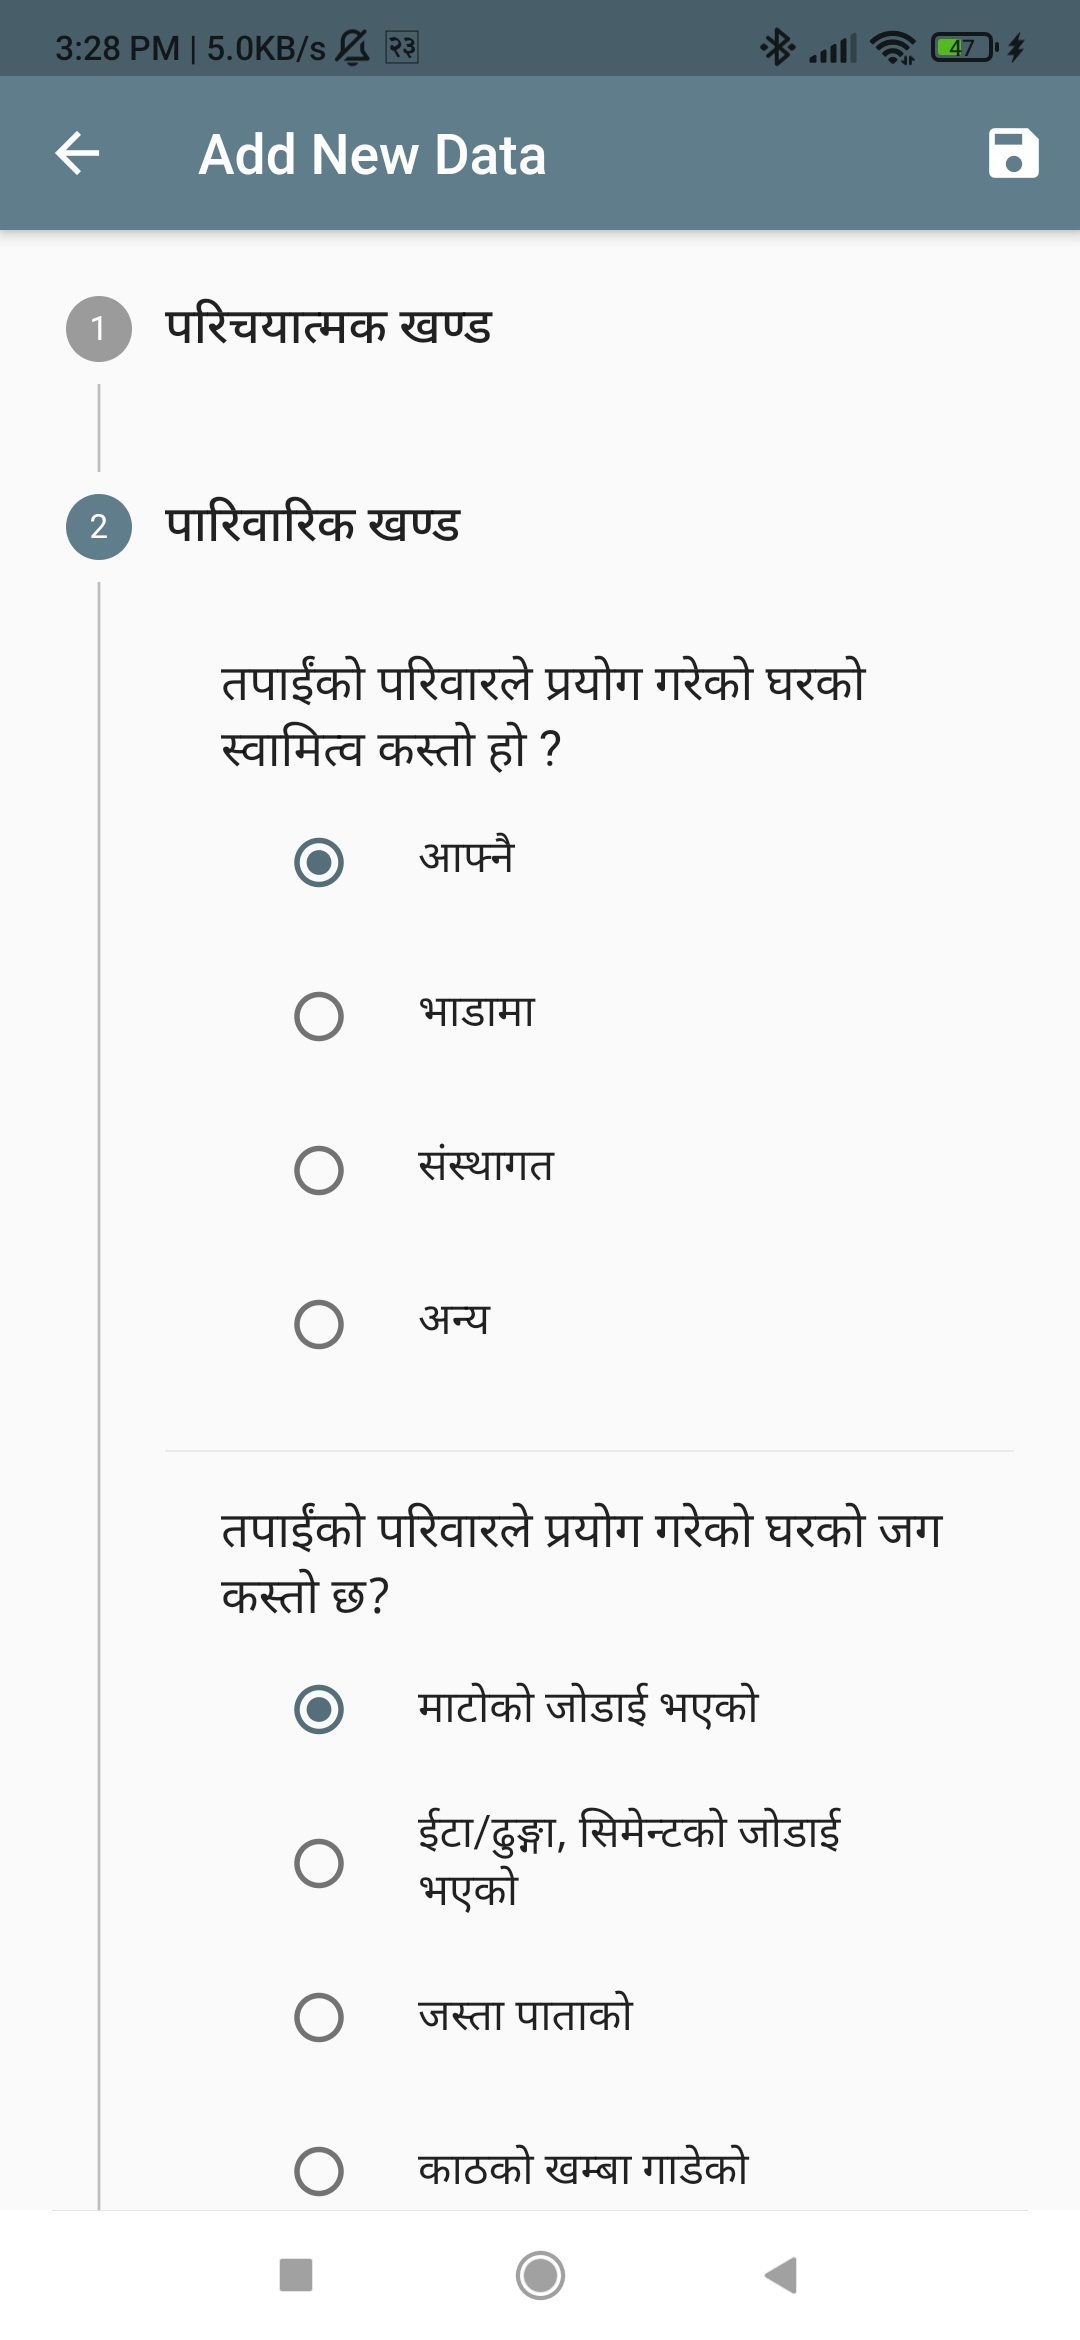 3:28 PM | 5.0KB/s २३ 47
Add New Data
1 परिचयात्मक खण्ड
2 पारिवारिक खण्ड
तपाईंको परिवारले प्रयोग गरेको घरको
स्वामित्व कस्तो हो ?
आफ्नै
भाडामा
संस्थागत
अन्य
तपाईंको परिवारले प्रयोग गरेको घरको जग
कस्तो छ?
माटोको जोडाई भएको
ईटा/ढुङ्गा, सिमेन्टको जोडाई
भएको
जस्ता पाताको
काठको खम्बा गाडेको